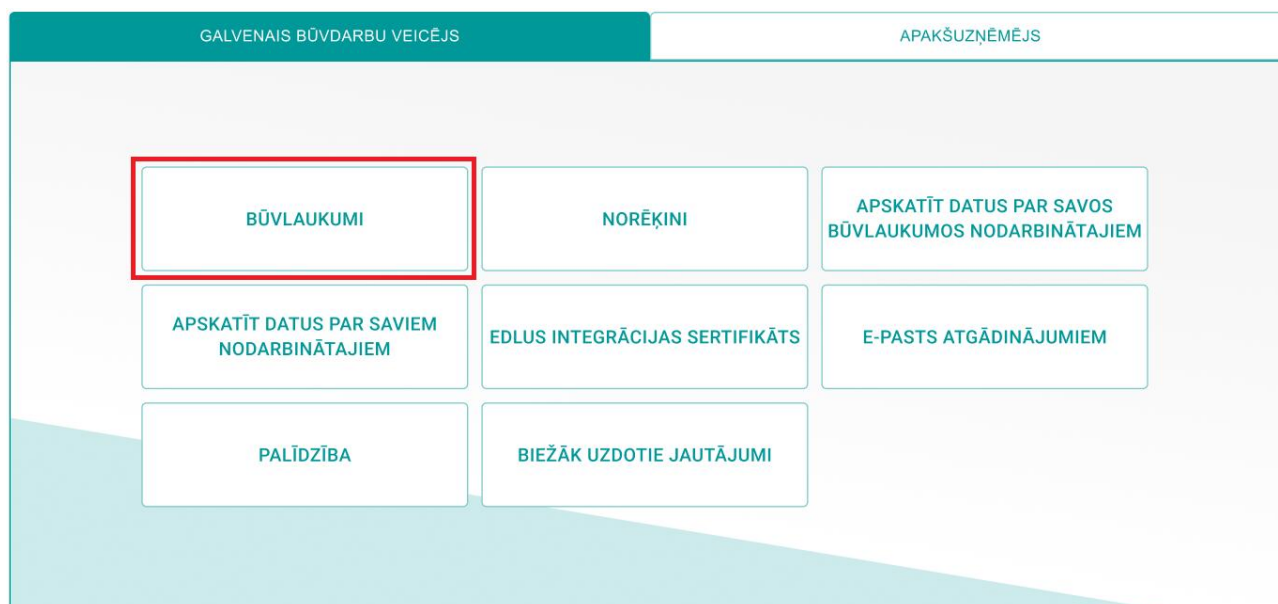 GALVENAIS BŪVDARBU VEICĒJS
APAKŠUZŅĒMĒJS
BŪVLAUKUMI
NORĒĶINI
APSKATĪT DATUS PAR SAVOS
BŪVLAUKUMOS NODARBINĀTAJIEM
APSKATĪT DATUS PAR SAVIEM
NODARBINĀTAJIEM
EDLUS INTEGRĀCIJAS SERTIFIKĀTS
E-PASTS ATGĀDINĀJUMIEM
PALĪDZĪBA
BIEŽĀK UZDOTIE JAUTĀJUMI